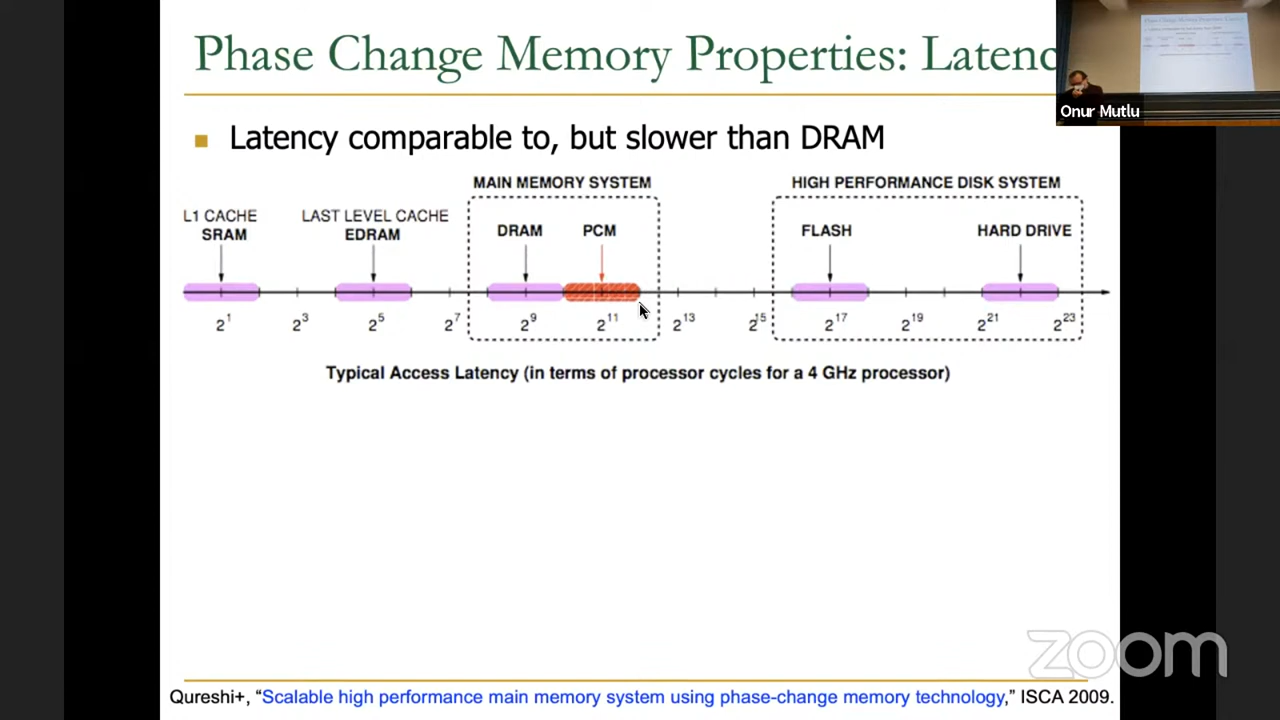 Phase Change Memory Properties: Latenc
Onur Mutlu
Latency comparable to, but slower than DRAM
MAIN MEMORY SYSTEM
HIGH PERFORMANCE DISK SYSTEM
L1 CACHE
SRAM
LAST LEVEL CACHE
EDRAM
DRAM
PCM
FLASH
HARD DRIVE
2^1 2^3 2^5 2^7 2^9 2^11 2^13 2^15 2^17 2^19 2^21 2^23
Typical Access Latency (in terms of processor cycles for a 4 GHz processor)
zoom
Qureshi+, “Scalable high performance main memory system using phase-change memory technology,” ISCA 2009.